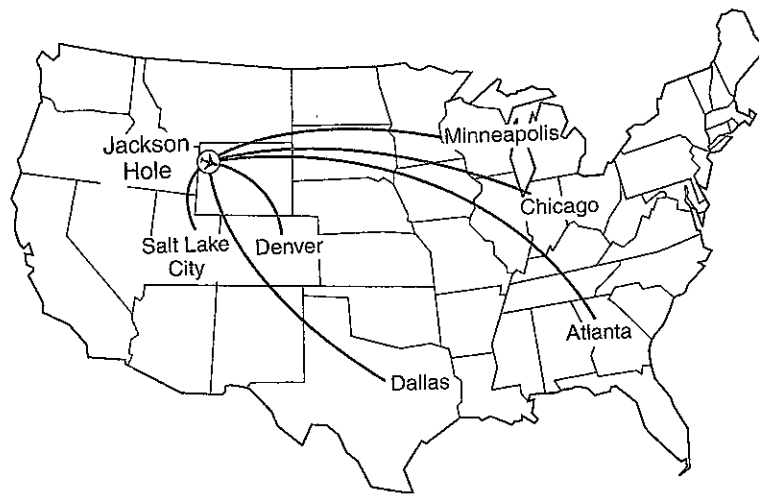 Minneapolis
Jackson
Hole
Chicago
Salt Lake
City
Denver
Atlanta
Dallas